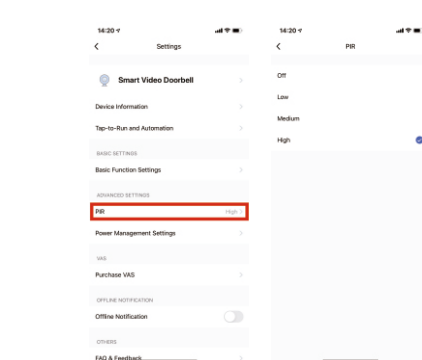 14:20
Settings
Smart Video Doorbell
Device Information
Tap-to-Run and Automation
BASIC SETTINGS
Basic Function Settings
ADVANCED SETTINGS
PIR High
Power Management Settings
VAS
Purchase VAS
OFFLINE NOTIFICATION
Offline Notification
OTHERS
FAQ & Feedback
14:20
PIR
Off
Low
Medium
High